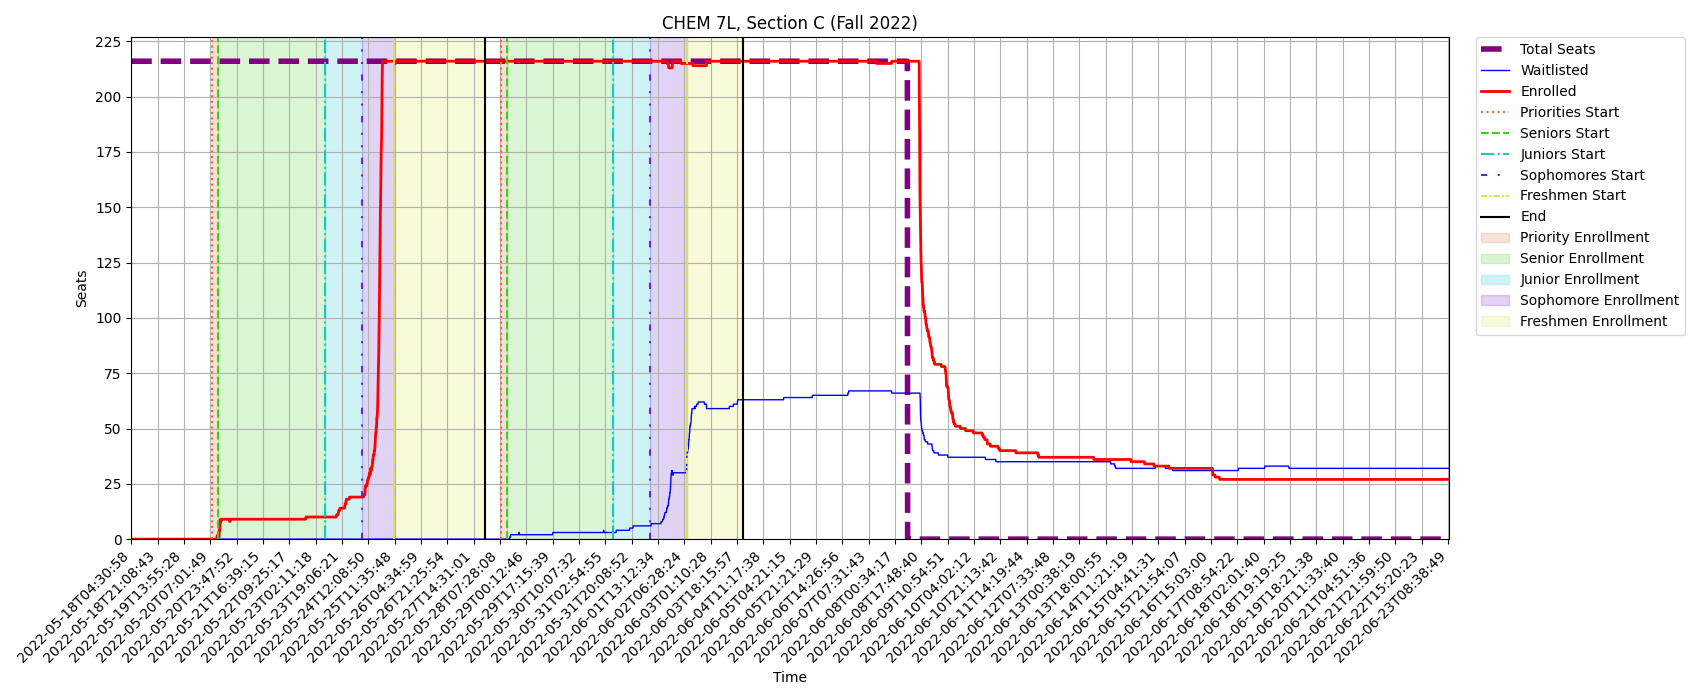 CHEM 7L, Section C (Fall 2022)
225
200
175
150
125
100
75
50
25
0
Seats
2022-05-18T04:30:58
2022-05-18T21:08:43
2022-05-19T13:55:28
2022-05-20T07:01:49
2022-05-20T23:47:52
2022-05-21T16:39:15
2022-05-22T09:25:17
2022-05-23T02:11:18
2022-05-23T19:06:21
2022-05-24T12:08:50
2022-05-25T11:35:48
2022-05-26T04:34:59
2022-05-26T21:25:54
2022-05-27T14:31:01
2022-05-28T07:28:05
2022-05-29T00:12:46
2022-05-29T17:15:39
2022-05-30T10:07:32
2022-05-31T02:54:55
2022-05-31T20:08:52
2022-06-01T13:12:34
2022-06-02T06:28:24
2022-06-03T01:10:28
2022-06-03T18:15:57
2022-06-04T11:17:38
2022-06-05T04:21:15
2022-06-05T21:21:29
2022-06-06T14:26:56
2022-06-07T07:31:43
2022-06-08T00:34:17
2022-06-08T17:48:40
2022-06-09T10:54:51
2022-06-10T04:02:12
2022-06-10T21:13:42
2022-06-11T14:19:44
2022-06-12T07:33:48
2022-06-13T00:38:19
2022-06-13T18:00:55
2022-06-14T11:21:19
2022-06-15T04:41:31
2022-06-15T21:54:07
2022-06-16T15:03:00
2022-06-17T08:54:22
2022-06-18T02:01:40
2022-06-18T19:19:25
2022-06-19T18:21:38
2022-06-20T11:33:40
2022-06-21T04:51:36
2022-06-21T21:59:50
2022-06-22T15:20:23
2022-06-23T08:38:49
Time
Total Seats
Waitlisted
Enrolled
Priorities Start
Seniors Start
Juniors Start
Sophomores Start
Freshmen Start
End
Priority Enrollment
Senior Enrollment
Junior Enrollment
Sophomore Enrollment
Freshmen Enrollment